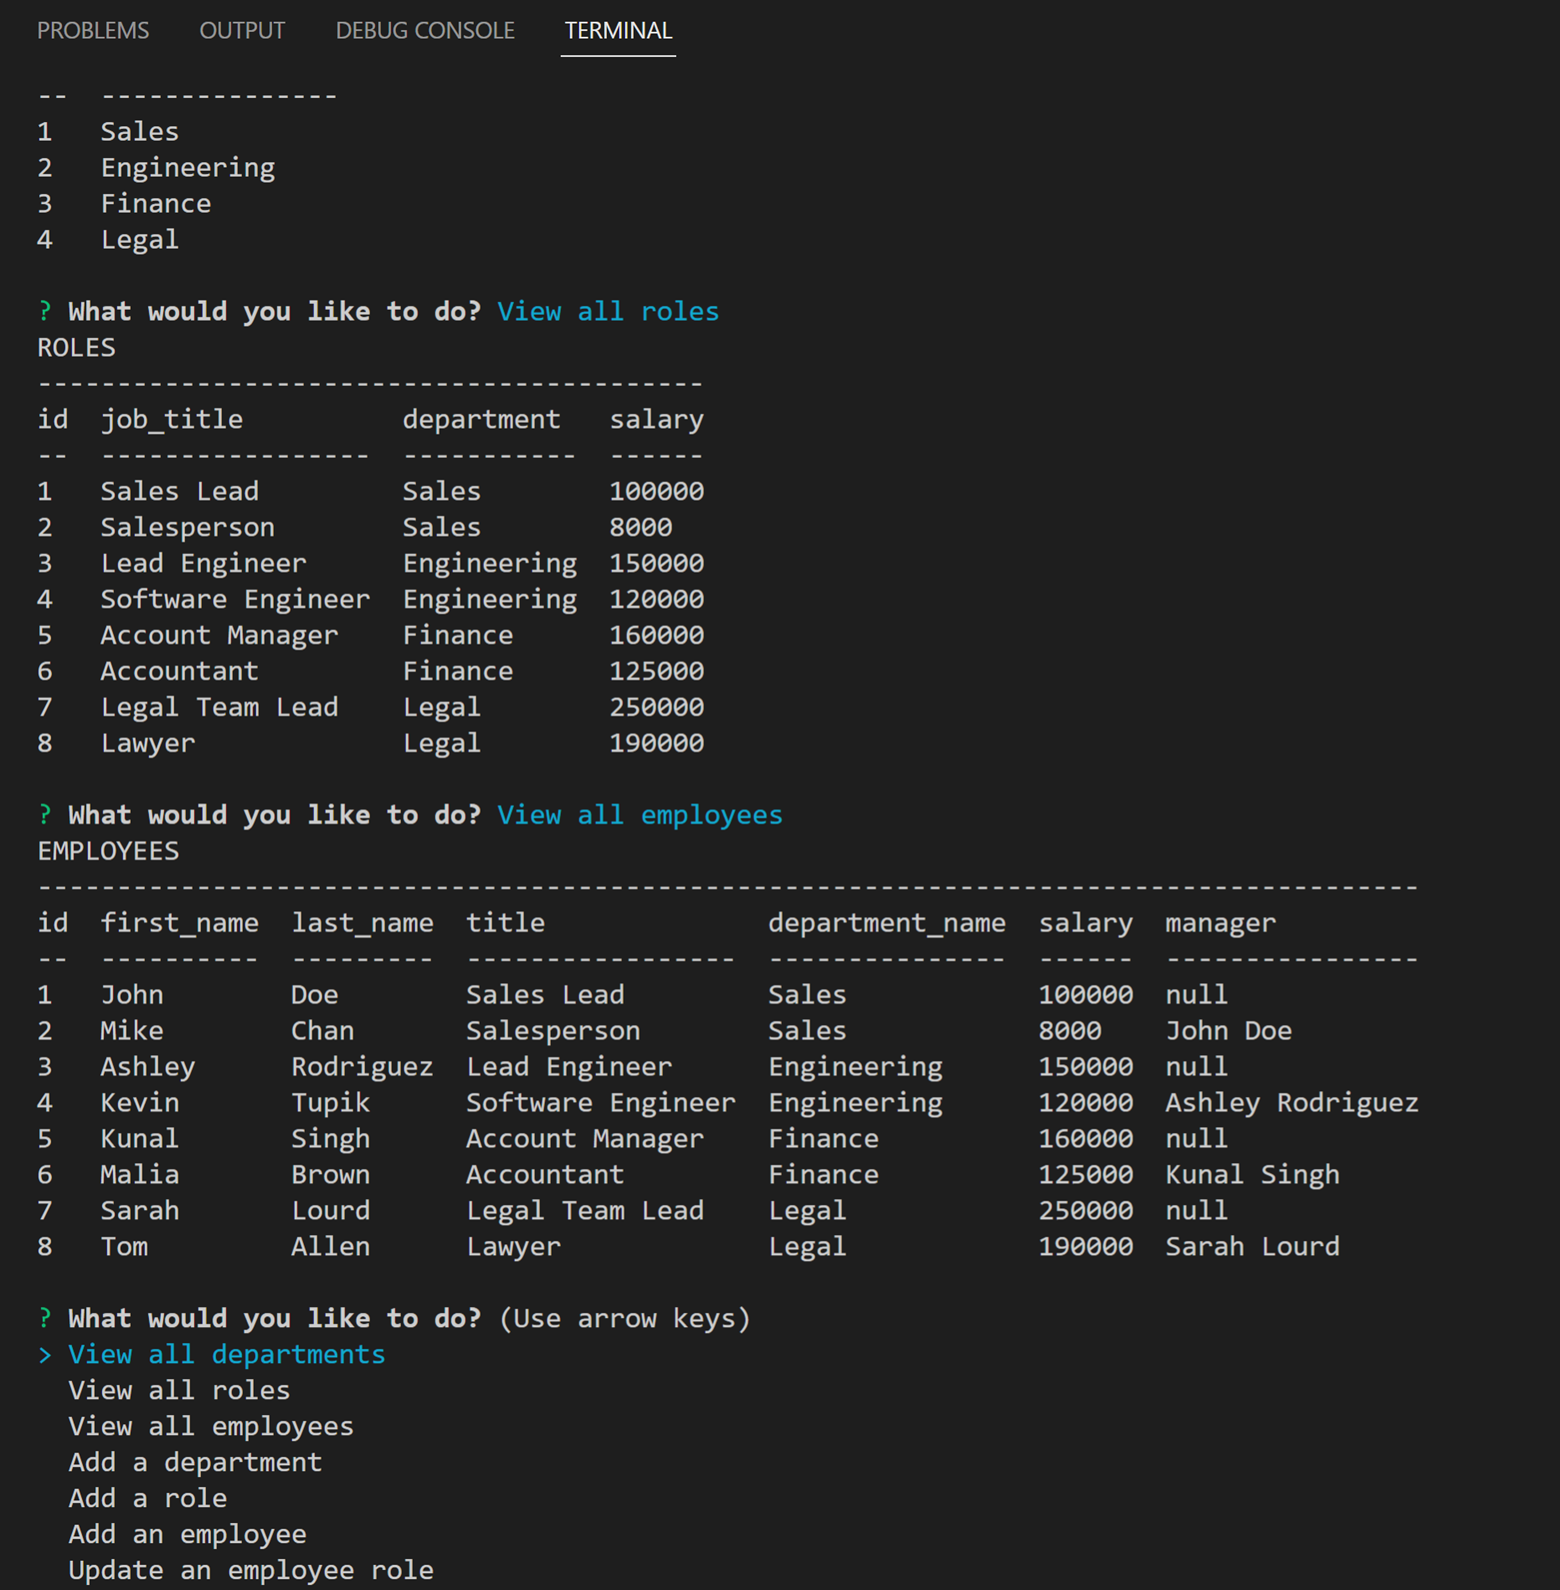 PROBLEMS OUTPUT DEBUG CONSOLE TERMINAL
--  ---------------
1   Sales
2   Engineering
3   Finance
4   Legal
? What would you like to do? View all roles
ROLES
------------------------------------------
id  job_title          department   salary
--  -----------------  -----------  ------
1   Sales Lead         Sales        100000
2   Salesperson        Sales        8000
3   Lead Engineer      Engineering  150000
4   Software Engineer  Engineering  120000
5   Account Manager    Finance      160000
6   Accountant         Finance      125000
7   Legal Team Lead    Legal        250000
8   Lawyer             Legal        190000
? What would you like to do? View all employees
EMPLOYEES
---------------------------------------------------------------------------------------
id  first_name  last_name  title              department_name  salary  manager
--  ----------  ---------  -----------------  ---------------  ------  ----------------
1   John        Doe        Sales Lead         Sales            100000  null
2   Mike        Chan       Salesperson        Sales            8000    John Doe
3   Ashley      Rodriguez  Lead Engineer      Engineering      150000  null
4   Kevin       Tupik      Software Engineer  Engineering      120000  Ashley Rodriguez
5   Kunal       Singh      Account Manager    Finance          160000  null
6   Malia       Brown      Accountant         Finance          125000  Kunal Singh
7   Sarah       Lourd      Legal Team Lead    Legal            250000  null
8   Tom         Allen      Lawyer             Legal            190000  Sarah Lourd
? What would you like to do? (Use arrow keys)
> View all departments
  View all roles
  View all employees
  Add a department
  Add a role
  Add an employee
  Update an employee role